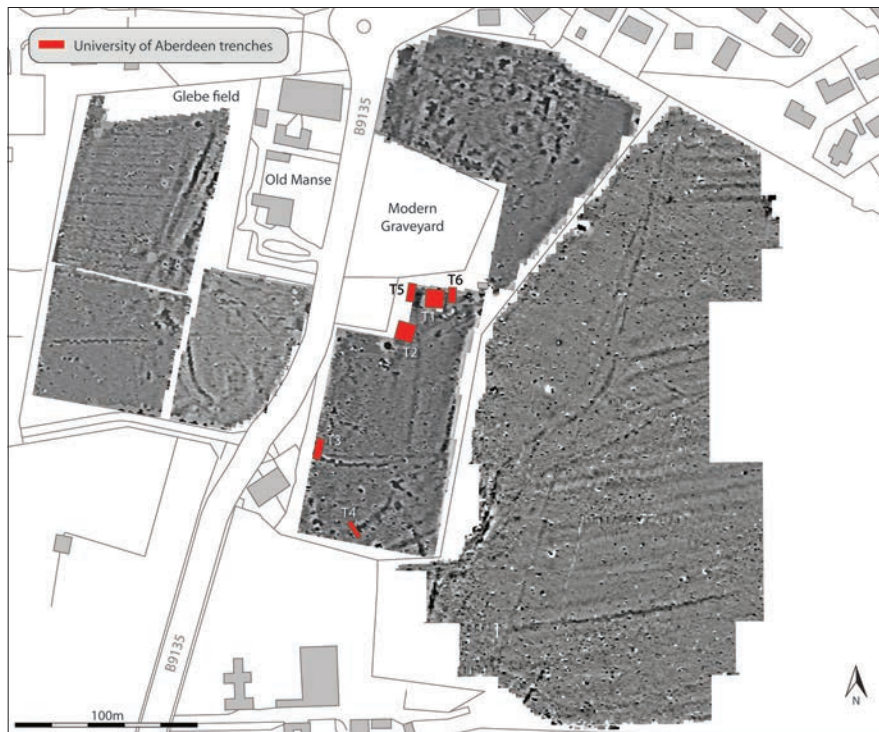 University of Aberdeen trenches
Glebe field
B9135
Old Manse
Modern
Graveyard
T5
T6
T1
T2
T3
T4
1
B9135
100m
N